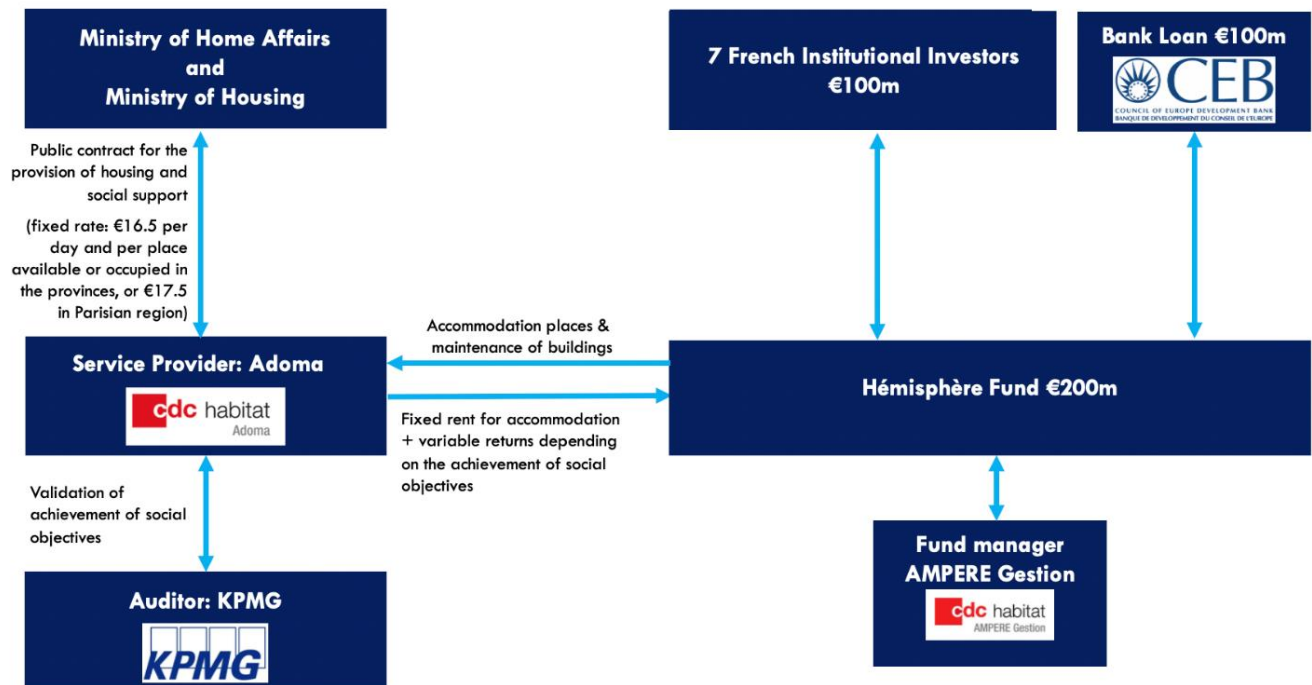 Ministry of Home Affairs
and
Ministry of Housing
7 French Institutional Investors
€100m
Bank Loan €100m
CEB
COUNCIL OF EUROPE DEVELOPMENT BANK
BANQUE DE DEVELOPPEMENT DU CONSEIL DE L'EUROPE
Public contract for the
provision of housing and
social support
(fixed rate: €16.5 per
day and per place
available or occupied in
the provinces, or €17.5
in Parisian region)
Accommodation places &
maintenance of buildings
Service Provider: Adoma
cdc habitat
Adoma
Fixed rent for accommodation
+ variable returns depending
on the achievement of social
objectives
Hémisphère Fund €200m
Validation of
achievement of social
objectives
Fund manager
AMPERE Gestion
cdc habitat
AMPERE Gestion
Auditor: KPMG
KPMG